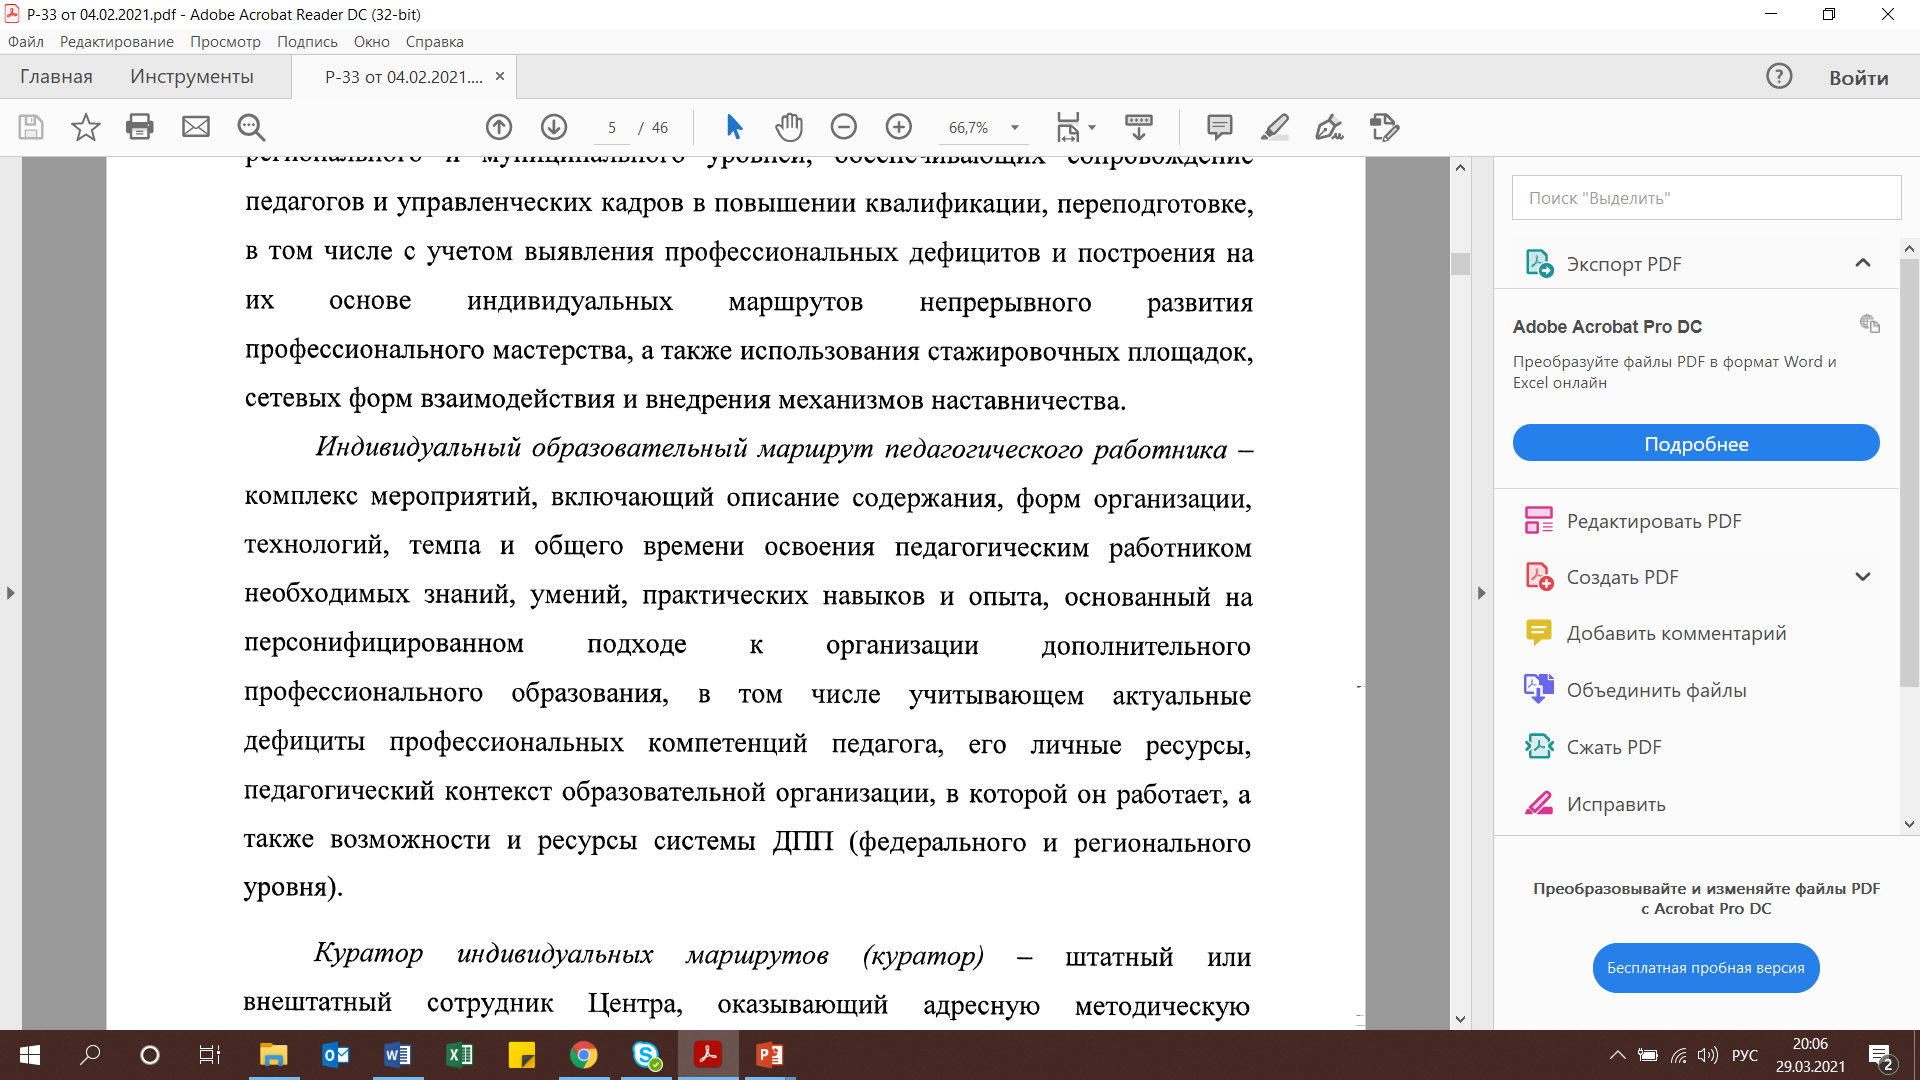 P-33 от 04.02.2021.pdf - Adobe Acrobat Reader DC (32-bit)
Файл Редактирование Просмотр Подпись Окно Справка
Главная Инструменты P-33 от 04.02.2021.... × Войти
5 / 46 66,7%
регионального и муниципального уровней, обеспечивающих сопровождение
педагогов и управленческих кадров в повышении квалификации, переподготовке,
в том числе с учетом выявления профессиональных дефицитов и построения на
их основе индивидуальных маршрутов непрерывного развития
профессионального мастерства, а также использования стажировочных площадок,
сетевых форм взаимодействия и внедрения механизмов наставничества.
Индивидуальный образовательный маршрут педагогического работника –
комплекс мероприятий, включающий описание содержания, форм организации,
технологий, темпа и общего времени освоения педагогическим работником
необходимых знаний, умений, практических навыков и опыта, основанный на
персонифицированном подходе к организации дополнительного
профессионального образования, в том числе учитывающем актуальные
дефициты профессиональных компетенций педагога, его личные ресурсы,
педагогический контекст образовательной организации, в которой он работает, а
также возможности и ресурсы системы ДПП (федерального и регионального
уровня).
Куратор индивидуальных маршрутов (куратор) – штатный или
внештатный сотрудник Центра, оказывающий адресную методическую
Поиск "Выделить"
Экспорт PDF
Adobe Acrobat Pro DC
Преобразуйте файлы PDF в формат Word и
Excel онлайн
Подробнее
Редактировать PDF
Создать PDF
Добавить комментарий
Объединить файлы
Сжать PDF
Исправить
Преобразовывайте и изменяйте файлы PDF
с Acrobat Pro DC
Бесплатная пробная версия
РУС
20:06
29.03.2021
2